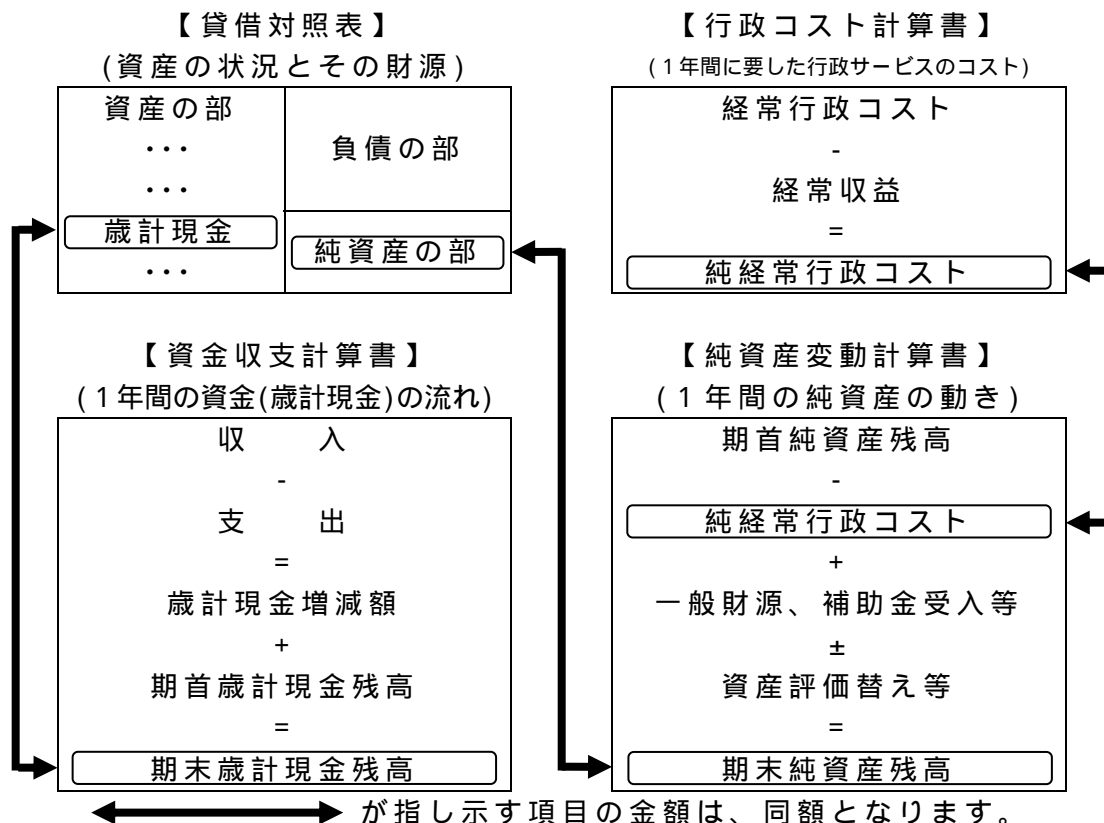 【貸借対照表】
(資産の状況とその財源)
資産の部
・・・
・・・
歳計現金
・・・
負債の部
純資産の部
【行政コスト計算書】
(1年間に要した行政サービスのコスト)
経常行政コスト
-
経常収益
=
純経常行政コスト
【資金収支計算書】
(1年間の資金(歳計現金)の流れ)
収　入
-
支　出
=
歳計現金増減額
+
期首歳計現金残高
=
期末歳計現金残高
【純資産変動計算書】
(1年間の純資産の動き)
期首純資産残高
-
純経常行政コスト
+
一般財源、補助金受入等
±
資産評価替え等
=
期末純資産残高
が指し示す項目の金額は、同額となります。